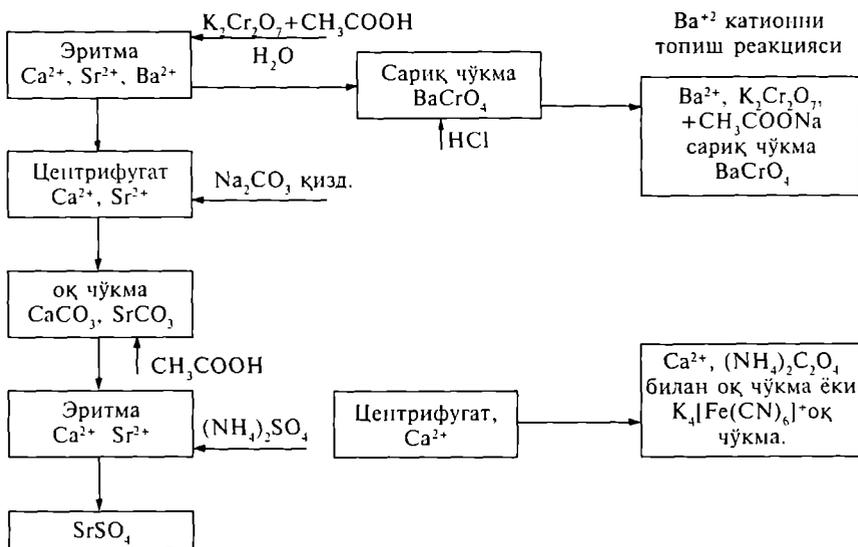 K₂Cr₂O₇+CH₃COOH
H₂O
Эритма
Ca²⁺, Sr²⁺, Ba²⁺
Сариқ чўкма
BaCrO₄
HCl
Ba⁺² катионни
топиш реакцияси
Ba²⁺, K₂Cr₂O₇,
+CH₃COONa
сариқ чўкма
BaCrO₄
Центрифугат
Ca²⁺, Sr²⁺
Na₂CO₃ қизд.
оқ чўкма
CaCO₃, SrCO₃
CH₃COOH
Эритма
Ca²⁺ Sr²⁺
(NH₄)₂SO₄
Центрифугат,
Ca²⁺
Ca²⁺, (NH₄)₂C₂O₄
билан оқ чўкма ёки
K₄[Fe(CN)₆]⁺оқ
чўкма.
SrSO₄